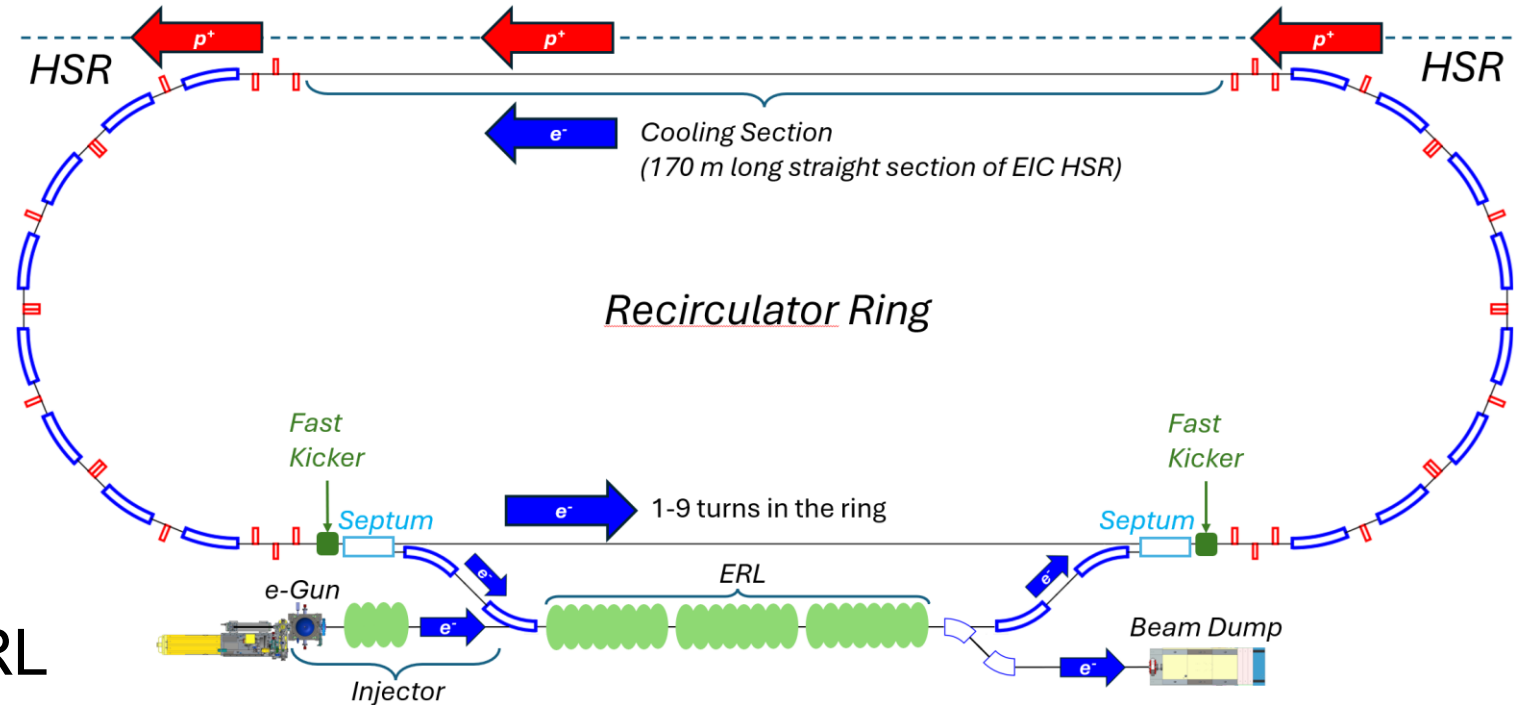 p+
p+
p+
HSR
HSR
e-
Cooling Section
(170 m long straight section of EIC HSR)
Recirculator Ring
Fast
Kicker
Fast
Kicker
Septum
e-
1-9 turns in the ring
Septum
e-
e-
ERL
e-Gun
e-
Beam Dump
e-
RL
Injector